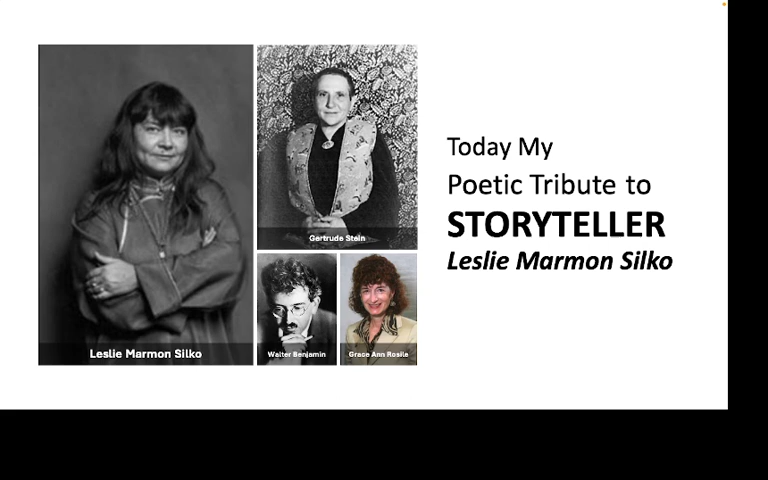 Today My
Poetic Tribute to
STORYTELLER
Leslie Marmon Silko
Gertrude Stein
Leslie Marmon Silko
Walter Benjamin
Grace Ann Rosile